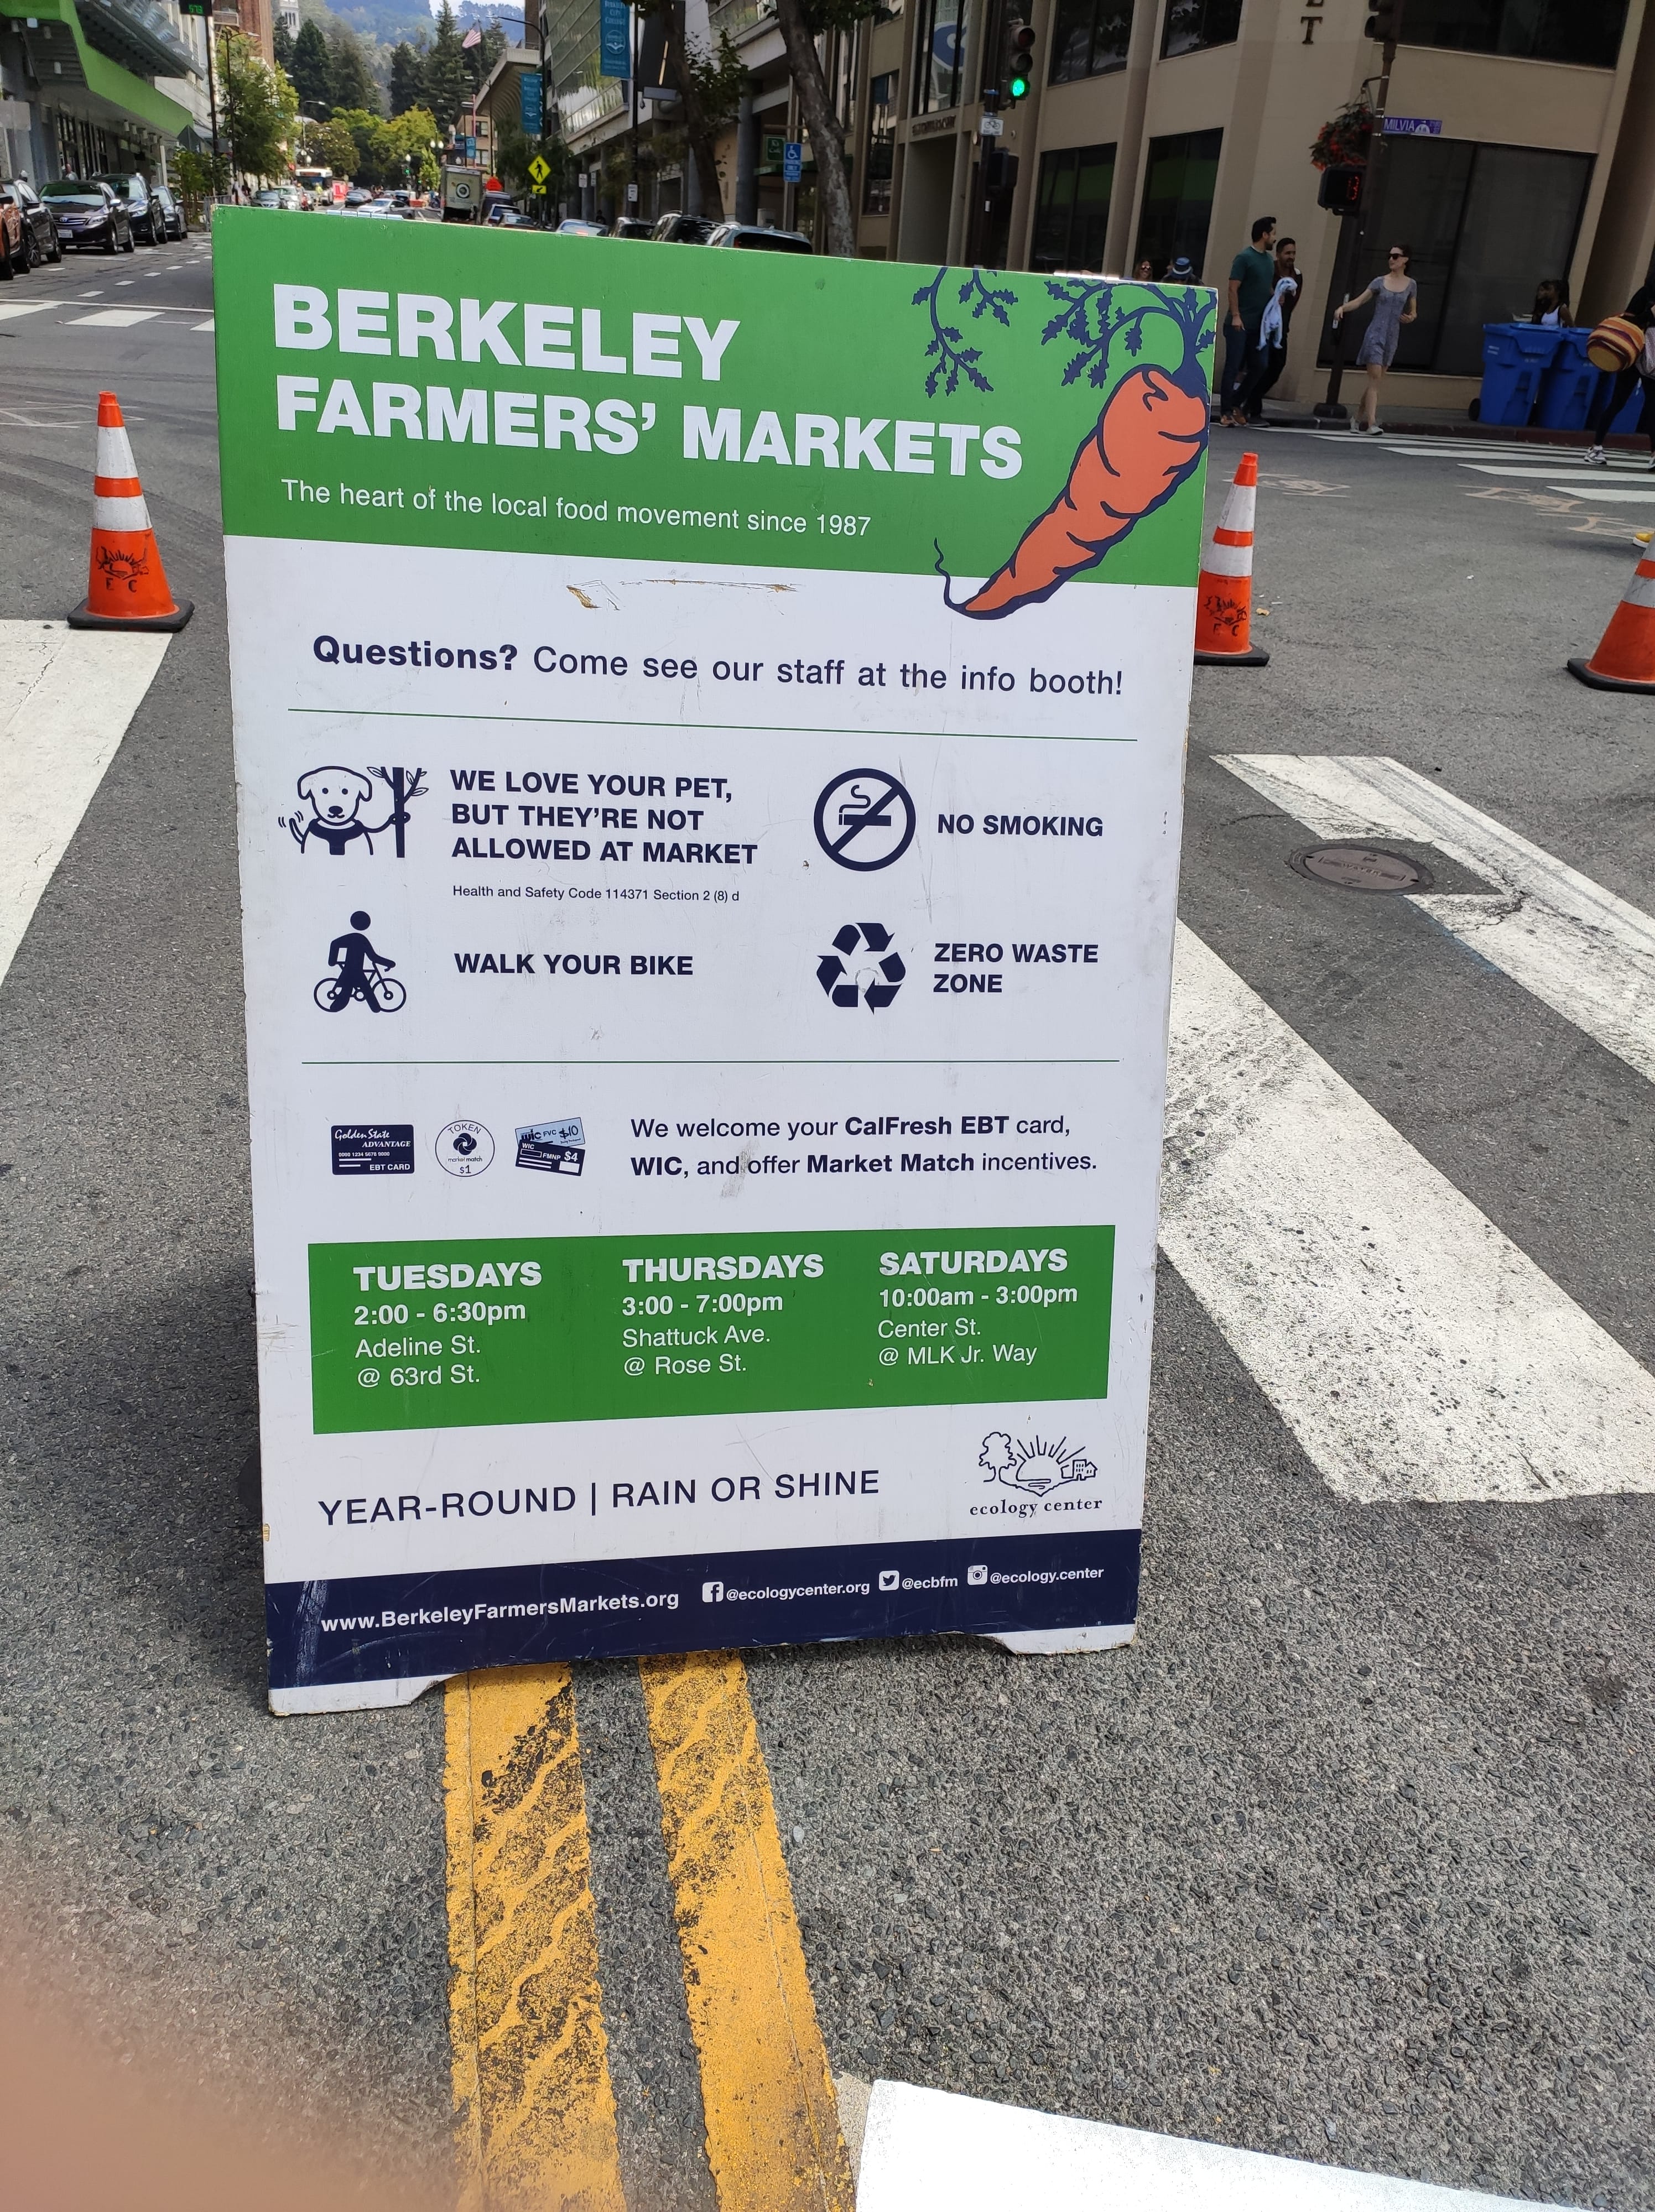 BERKELEY
FARMERS' MARKETS
The heart of the local food movement since 1987
Questions? Come see our staff at the info booth!
WE LOVE YOUR PET,
BUT THEY'RE NOT
ALLOWED AT MARKET
Health and Safety Code 114371 Section 2 (8) d
NO SMOKING
WALK YOUR BIKE
ZERO WASTE
ZONE
Golden State
ADVANTAGE
0000 1234 5678 9000
EBT CARD
TOKEN
market match
$1
wic FVC $10
WIC
FMNP $4
We welcome your CalFresh EBT card,
WIC, and offer Market Match incentives.
TUESDAYS
2:00 - 6:30pm
Adeline St.
@ 63rd St.
THURSDAYS
3:00 - 7:00pm
Shattuck Ave.
@ Rose St.
SATURDAYS
10:00am - 3:00pm
Center St.
@ MLK Jr. Way
YEAR-ROUND | RAIN OR SHINE
ecology center
www.BerkeleyFarmersMarkets.org
@ecologycenter.org
@ecbfm
@ecology.center
MILVIA
E C
3